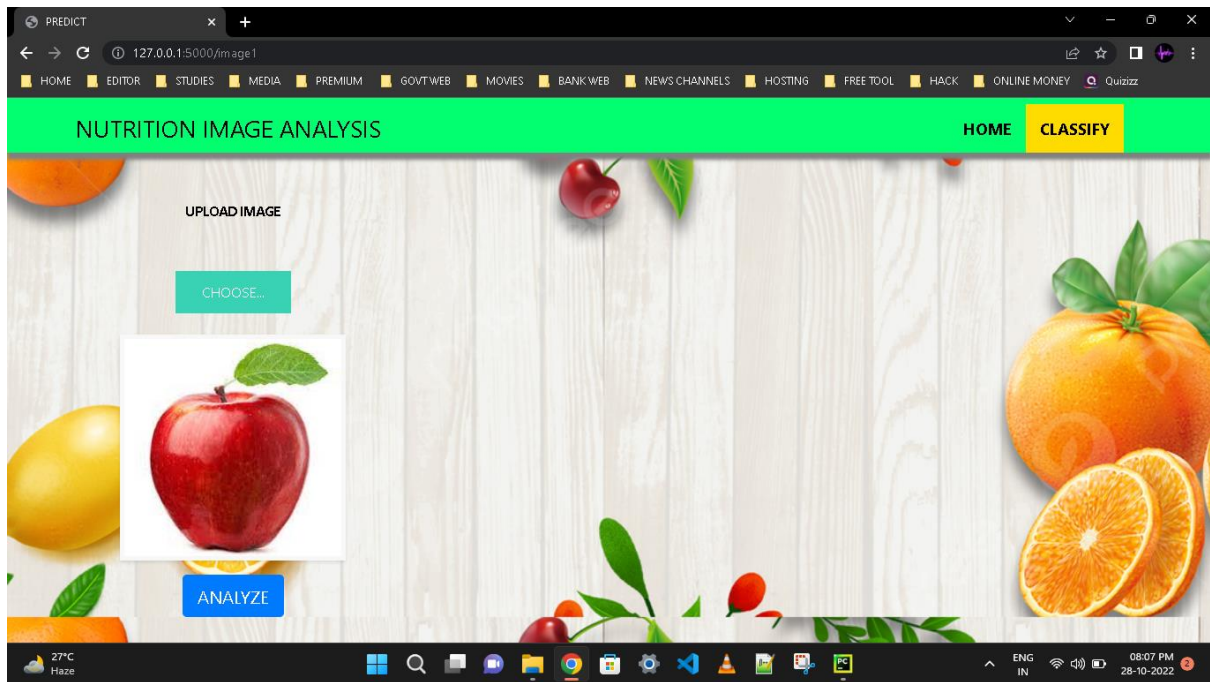 PREDICT
127.0.0.1:5000/image1
HOME EDITOR STUDIES MEDIA PREMIUM GOVT WEB MOVIES BANK WEB NEWS CHANNELS HOSTING FREE TOOL HACK ONLINE MONEY Quizizz
NUTRITION IMAGE ANALYSIS HOME CLASSIFY
UPLOAD IMAGE
CHOOSE...
ANALYZE
27°C
Haze
PC
ENG
IN
08:07 PM
28-10-2022
2